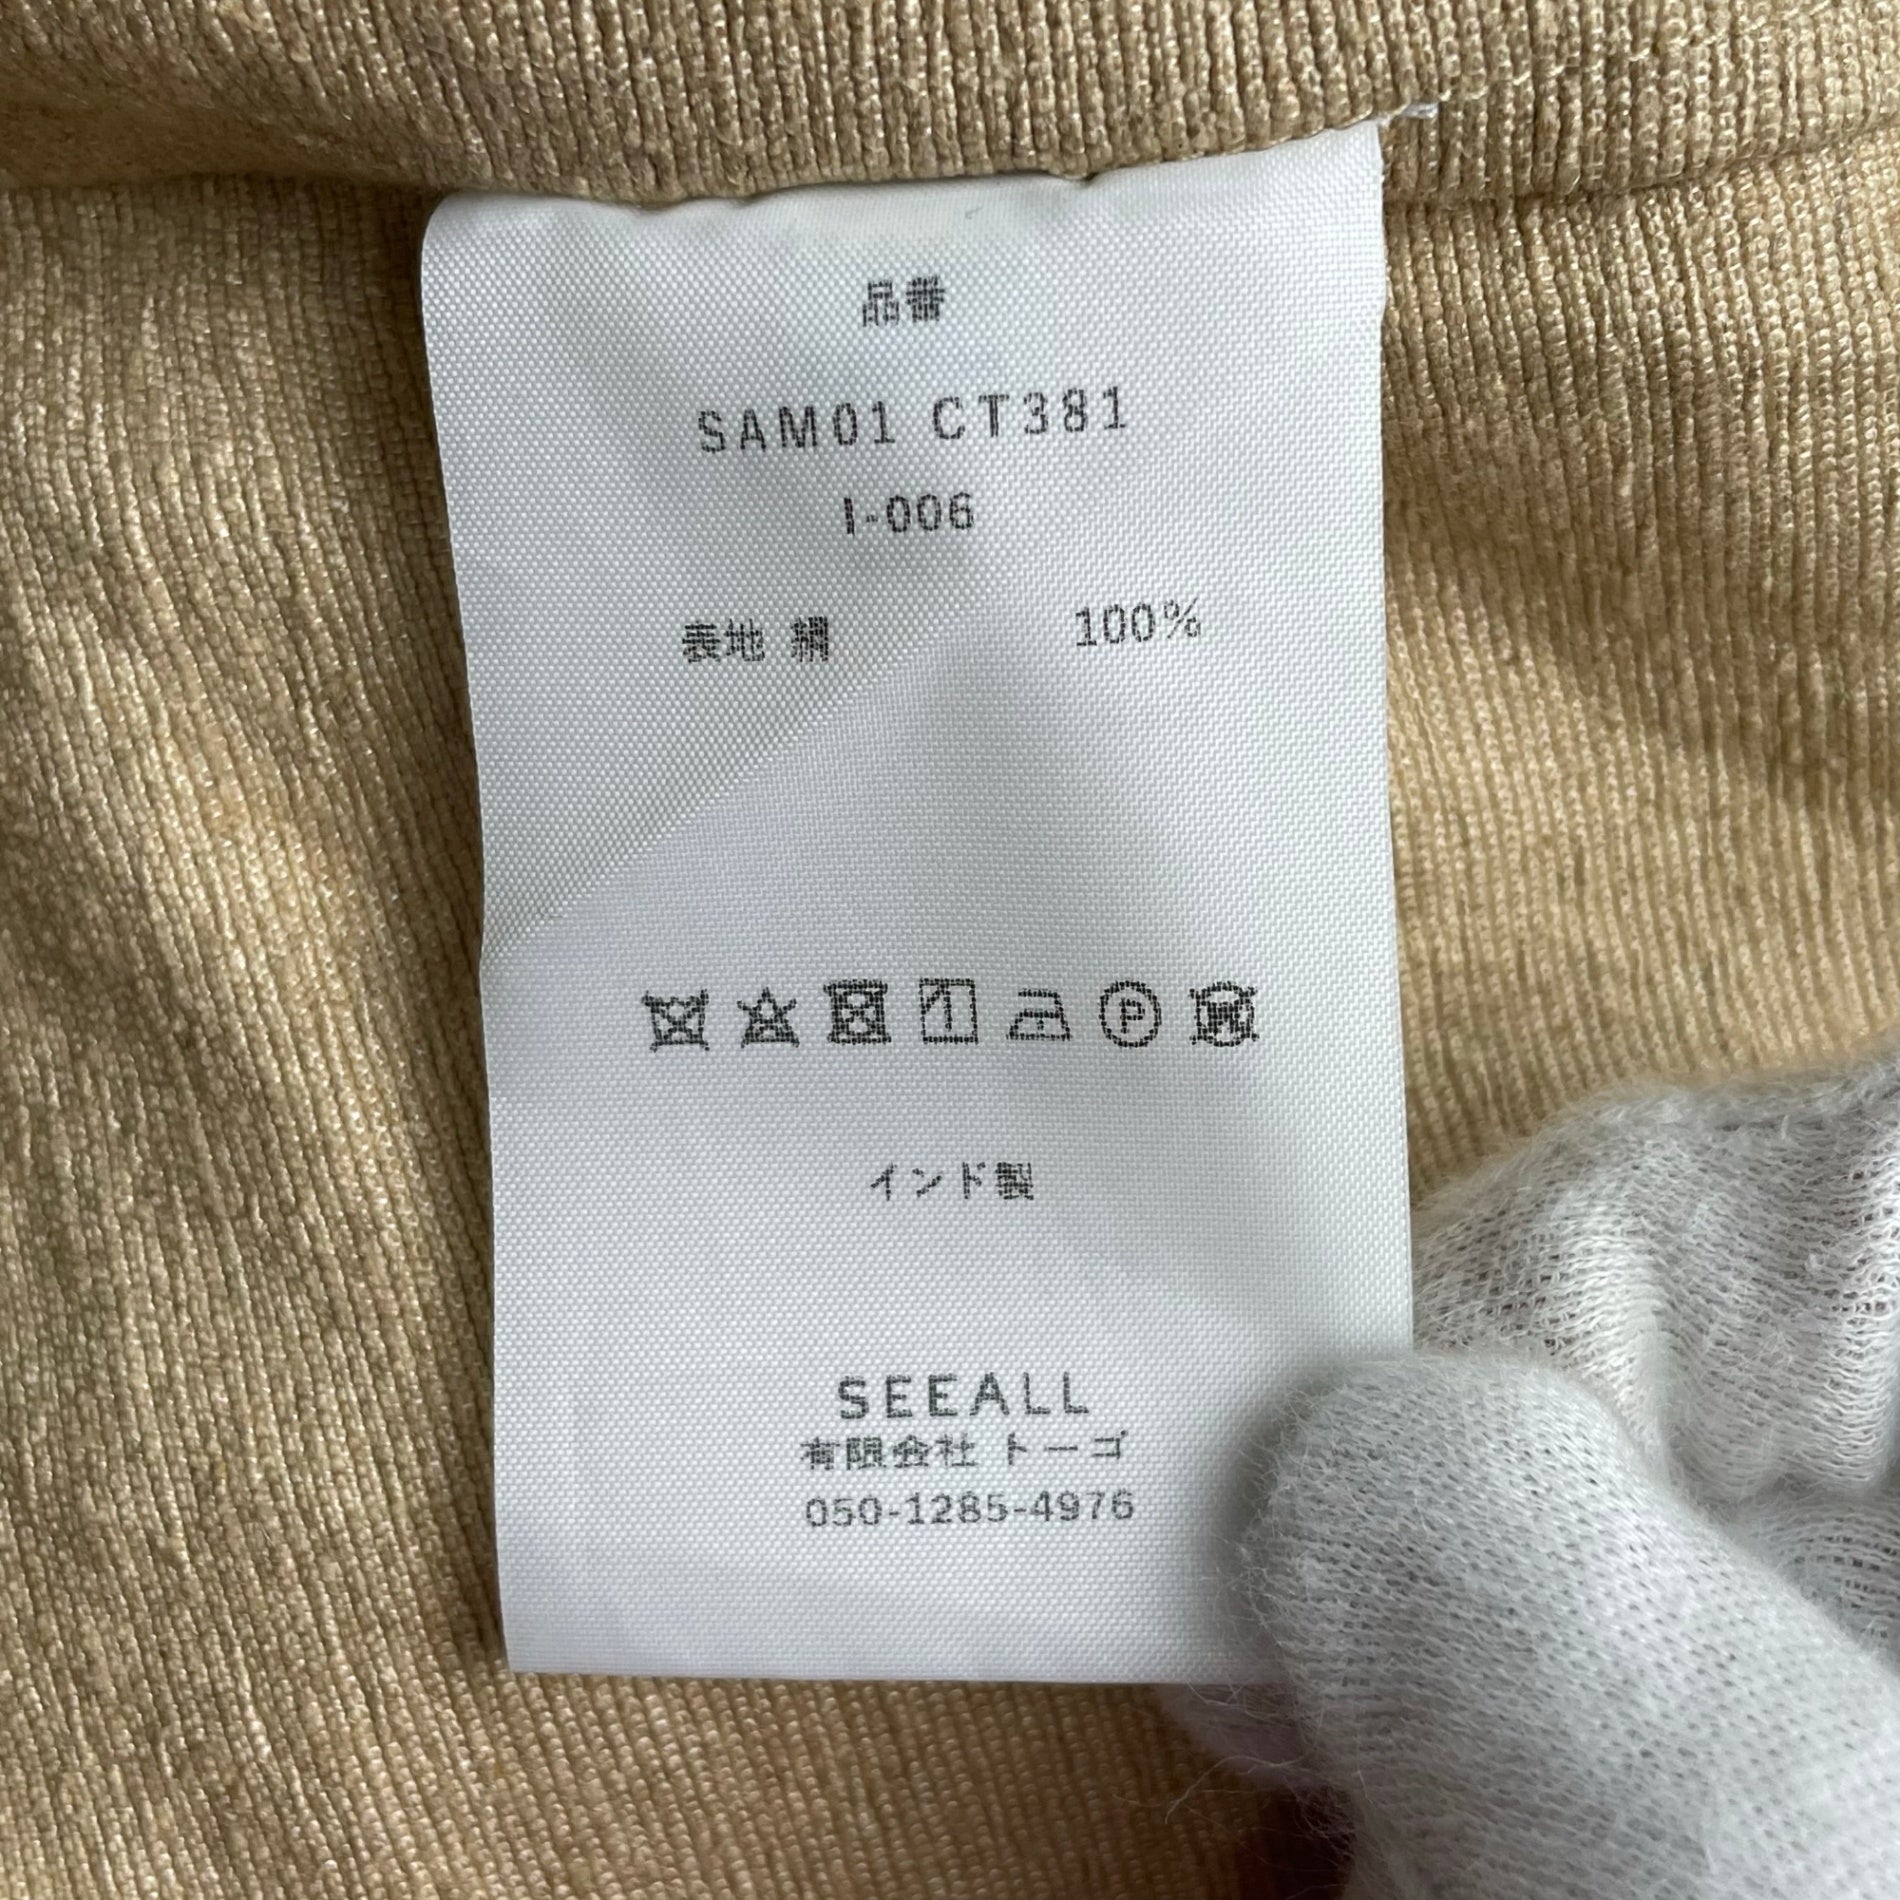 品番
SAM01 CT381
I-006
表地 絹 100%
インド製
SEEALL
有限会社 トーゴ
050-1285-4976